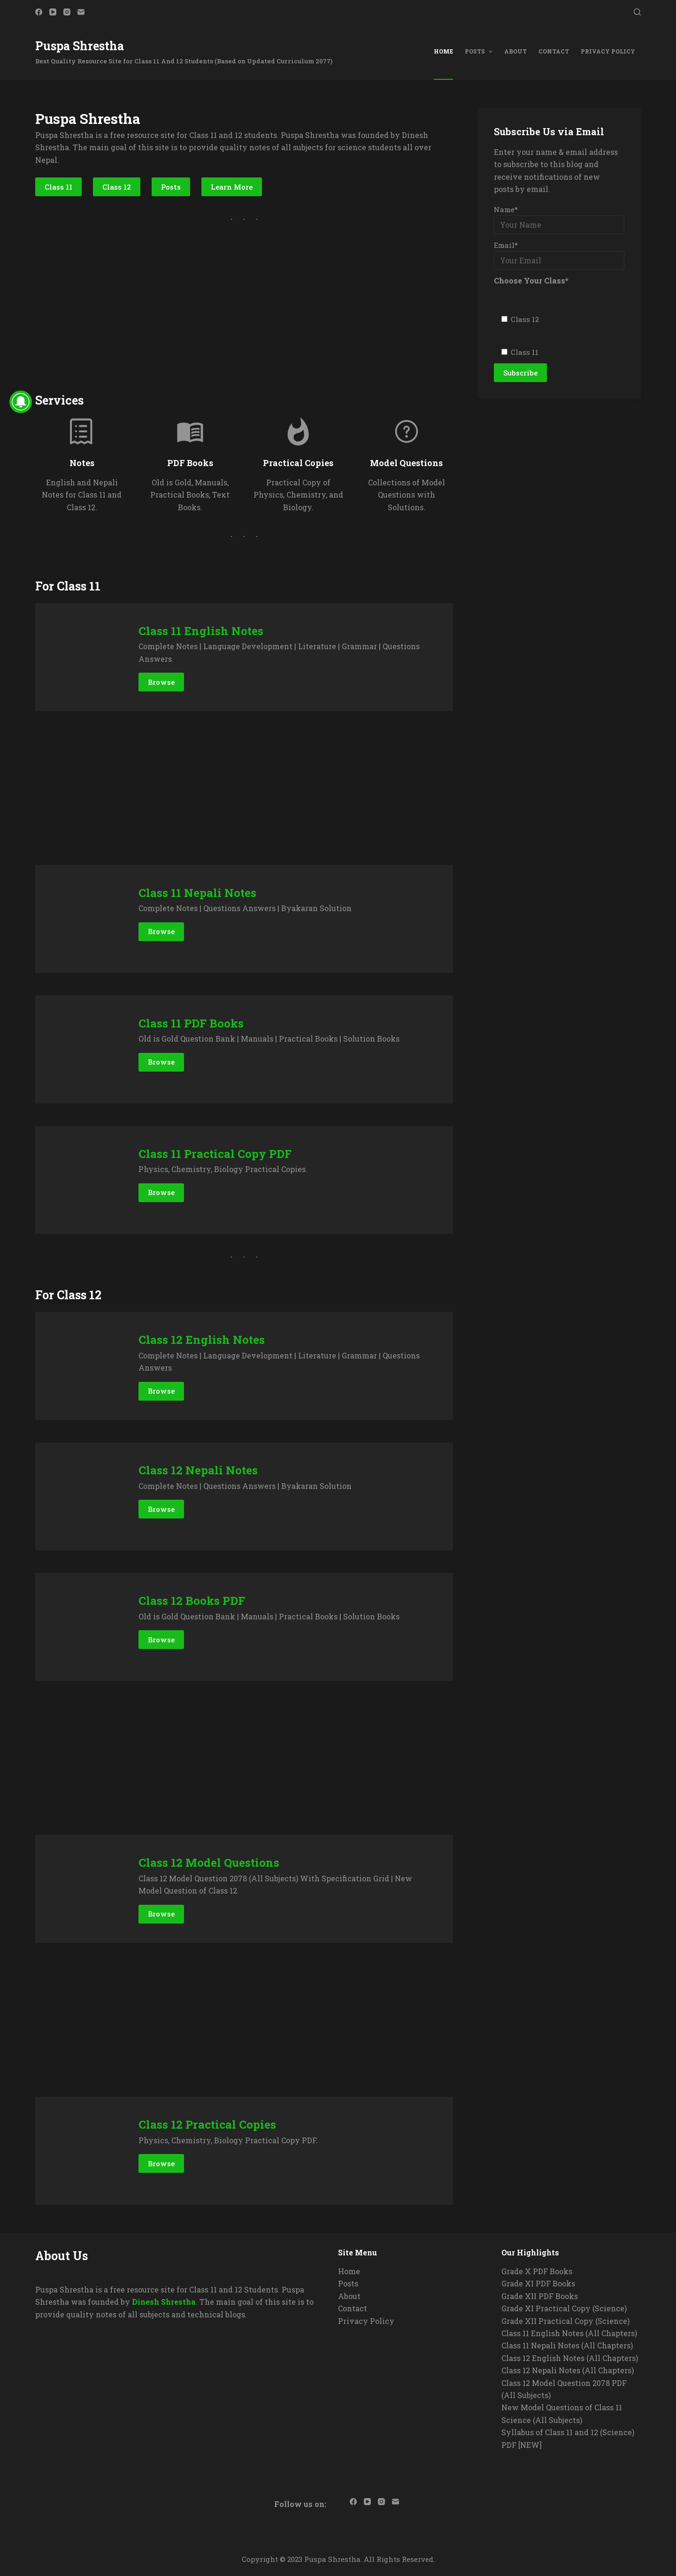 Puspa Shrestha
Best Quality Resource Site for Class 11 And 12 Students (Based on Updated Curriculum 2077)
HOME
POSTS
ABOUT
CONTACT
PRIVACY POLICY
Puspa Shrestha
Puspa Shrestha is a free resource site for Class 11 and 12 students. Puspa Shrestha was founded by Dinesh
Shrestha. The main goal of this site is to provide quality notes of all subjects for science students all over
Nepal.
Class 11
Class 12
Posts
Learn More
Subscribe Us via Email
Enter your name & email address
to subscribe to this blog and
receive notifications of new
posts by email.
Name*
Your Name
Email*
Your Email
Choose Your Class*
Class 12
Class 11
Subscribe
Services
Notes
English and Nepali
Notes for Class 11 and
Class 12.
PDF Books
Old is Gold, Manuals,
Practical Books, Text
Books.
Practical Copies
Practical Copy of
Physics, Chemistry, and
Biology.
Model Questions
Collections of Model
Questions with
Solutions.
For Class 11
Class 11 English Notes
Complete Notes | Language Development | Literature | Grammar | Questions
Answers
Browse
Class 11 Nepali Notes
Complete Notes | Questions Answers | Byakaran Solution
Browse
Class 11 PDF Books
Old is Gold Question Bank | Manuals | Practical Books | Solution Books
Browse
Class 11 Practical Copy PDF
Physics, Chemistry, Biology Practical Copies.
Browse
For Class 12
Class 12 English Notes
Complete Notes | Language Development | Literature | Grammar | Questions
Answers
Browse
Class 12 Nepali Notes
Complete Notes | Questions Answers | Byakaran Solution
Browse
Class 12 Books PDF
Old is Gold Question Bank | Manuals | Practical Books | Solution Books
Browse
Class 12 Model Questions
Class 12 Model Question 2078 (All Subjects) With Specification Grid | New
Model Question of Class 12.
Browse
Class 12 Practical Copies
Physics, Chemistry, Biology Practical Copy PDF.
Browse
About Us
Puspa Shrestha is a free resource site for Class 11 and 12 Students. Puspa
Shrestha was founded by Dinesh Shrestha. The main goal of this site is to
provide quality notes of all subjects and technical blogs.
Site Menu
Home
Posts
About
Contact
Privacy Policy
Our Highlights
Grade X PDF Books
Grade XI PDF Books
Grade XII PDF Books
Grade XI Practical Copy (Science)
Grade XII Practical Copy (Science)
Class 11 English Notes (All Chapters)
Class 11 Nepali Notes (All Chapters)
Class 12 English Notes (All Chapters)
Class 12 Nepali Notes (All Chapters)
Class 12 Model Question 2078 PDF
(All Subjects)
New Model Questions of Class 11
Science (All Subjects)
Syllabus of Class 11 and 12 (Science)
PDF [NEW]
Follow us on:
Copyright © 2023 Puspa Shrestha. All Rights Reserved.